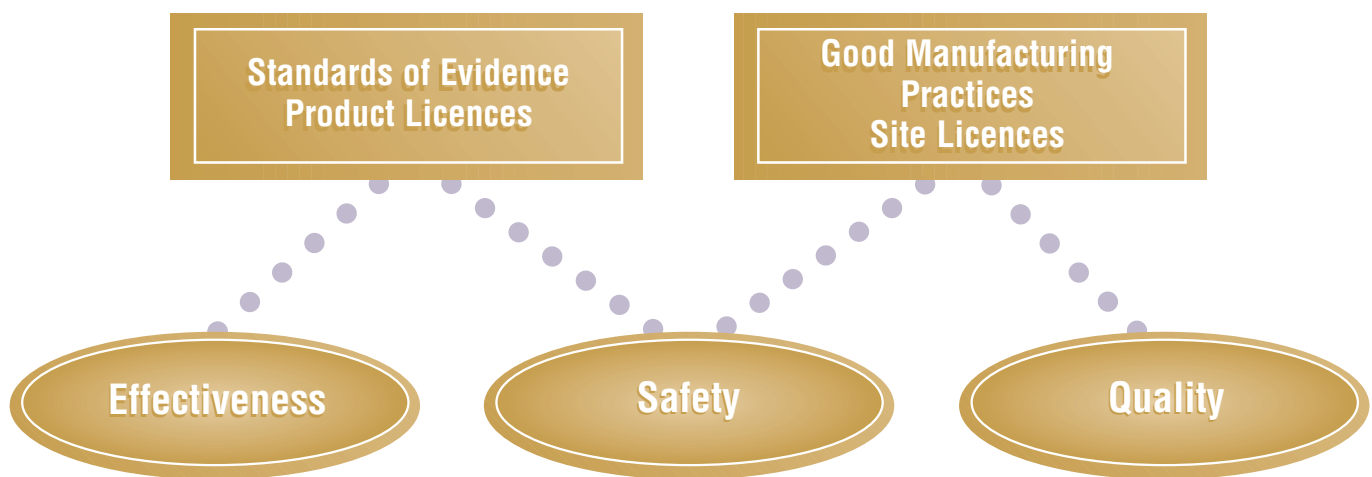 Standards of Evidence
Product Licences
Good Manufacturing
Practices
Site Licences
Effectiveness
Safety
Quality